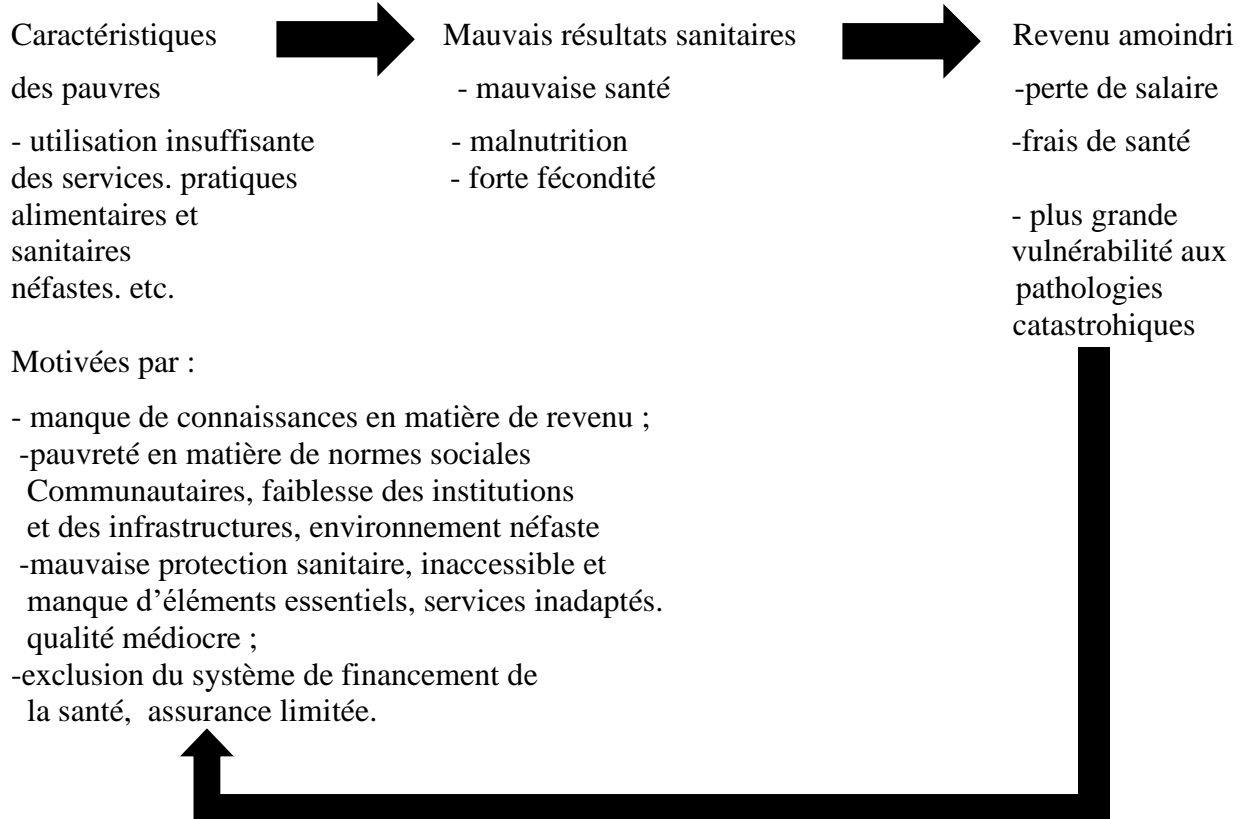 Caractéristiques
des pauvres
- utilisation insuffisante
des services. pratiques
alimentaires et
sanitaires
néfastes. etc.
Motivées par :
- manque de connaissances en matière de revenu ;
-pauvreté en matière de normes sociales
Communautaires, faiblesse des institutions
et des infrastructures, environnement néfaste
-mauvaise protection sanitaire, inaccessible et
manque d’éléments essentiels, services inadaptés.
qualité médiocre ;
-exclusion du système de financement de
la santé, assurance limitée.
Mauvais résultats sanitaires
- mauvaise santé
- malnutrition
- forte fécondité
Revenu amoindri
-perte de salaire
-frais de santé
- plus grande
vulnérabilité aux
pathologies
catastrohiques